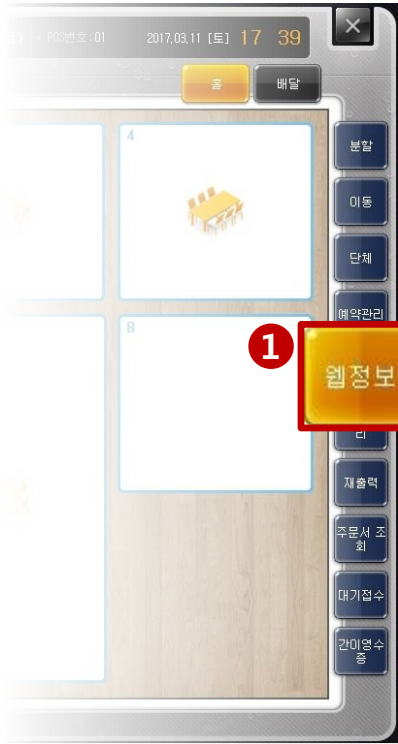 POS번호:01 2017,03,11 [토] 17 39
홀 배달
4
분할
이동
단체
예약관리
8
1
웹정보
리
재출력
주문서 조
회
대기접수
간이영수
증